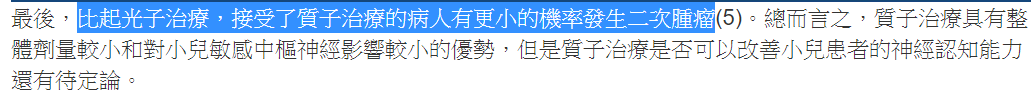 最後，比起光子治療，接受了質子治療的病人有更小的機率發生二次腫瘤(5)。總而言之，質子治療具有整
體劑量較小和對小兒敏感中樞神經影響較小的優勢，但是質子治療是否可以改善小兒患者的神經認知能力
還有待定論。